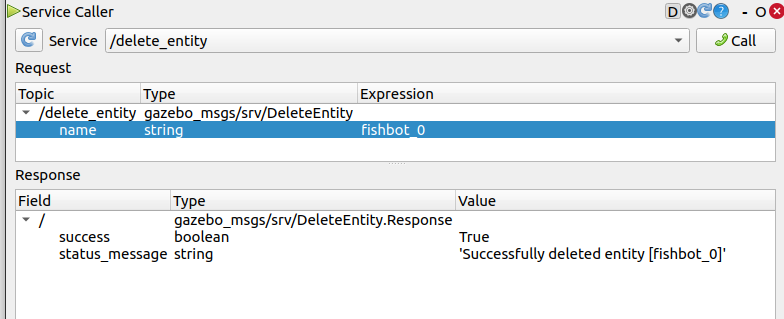 Service Caller D ? - O
Service /delete_entity Call
Request
Topic Type Expression
/delete_entity gazebo_msgs/srv/DeleteEntity
name string fishbot_0
Response
Field Type Value
/ gazebo_msgs/srv/DeleteEntity.Response
success boolean True
status_message string 'Successfully deleted entity [fishbot_0]'